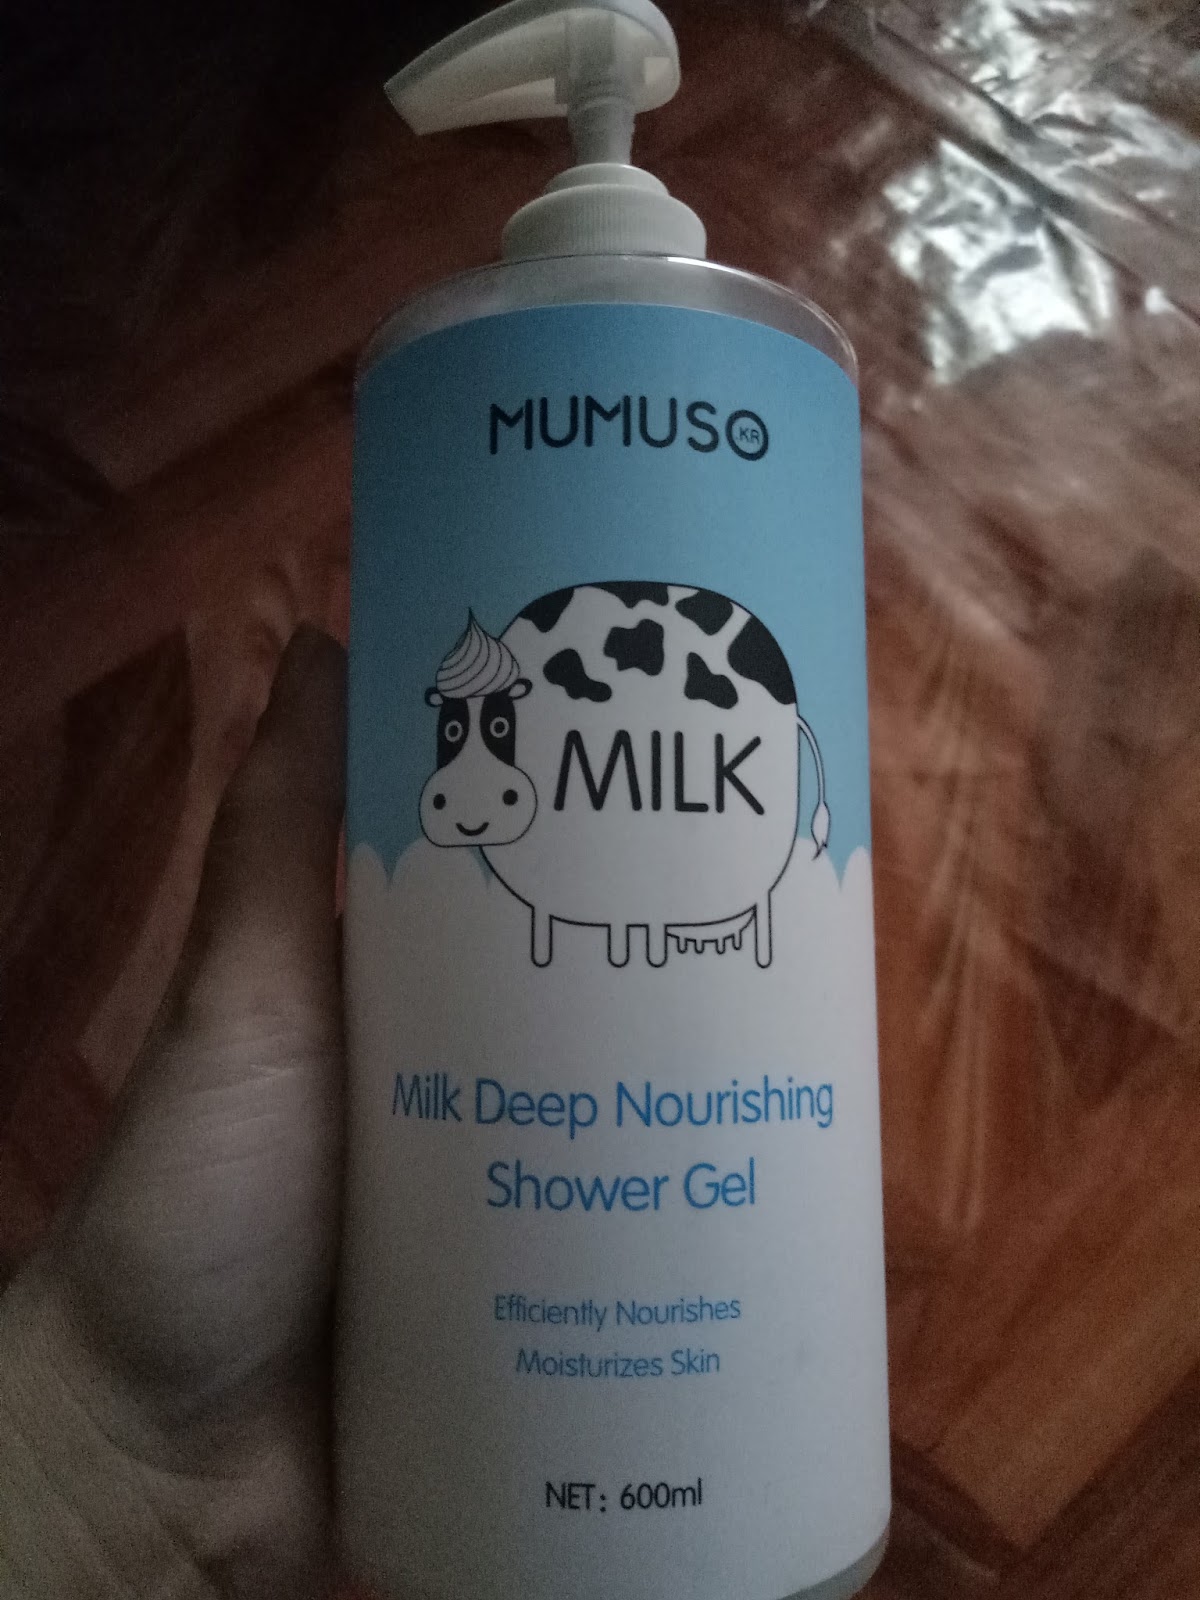 MUMUSO.KR
MILK
Milk Deep Nourishing
Shower Gel
Efficiently Nourishes
Moisturizes Skin
NET: 600ml